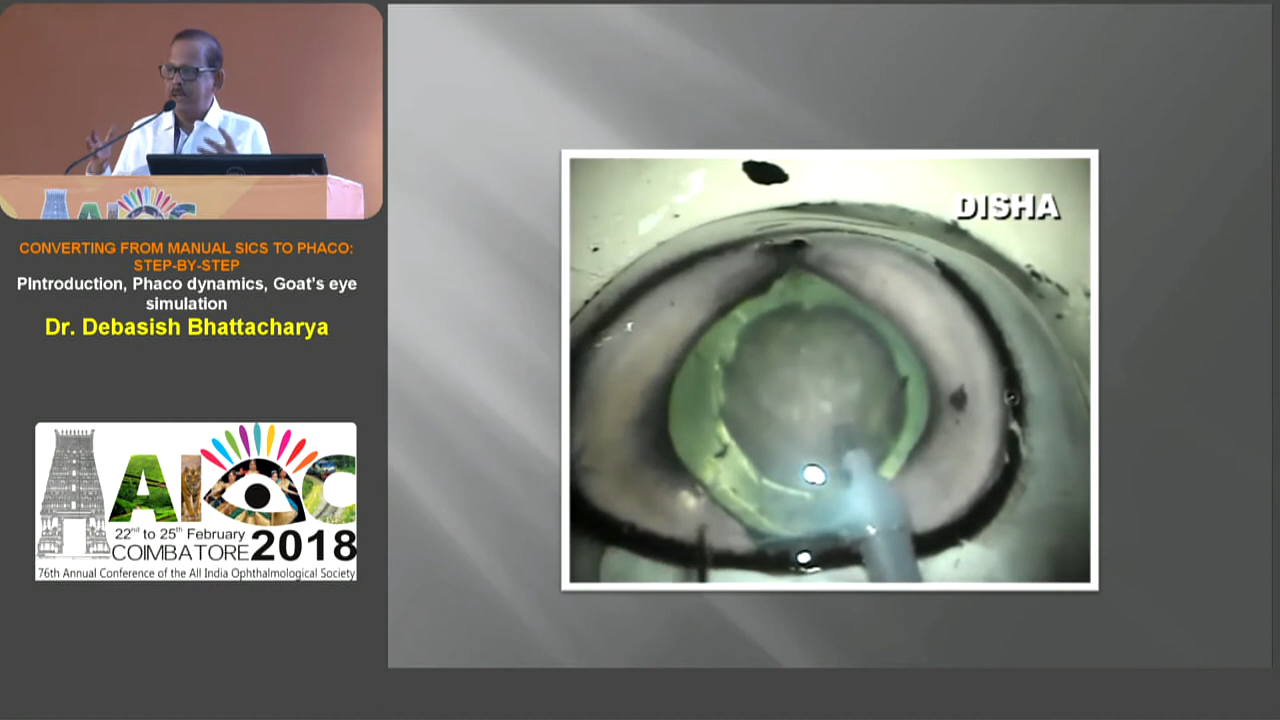 CONVERTING FROM MANUAL SICS TO PHACO:
STEP-BY-STEP
PIntroduction, Phaco dynamics, Goat's eye
simulation
Dr. Debasish Bhattacharya
AIOC
22nd to 25th February
COIMBATORE 2018
76th Annual Conference of the All India Ophthalmological Society
DISHA